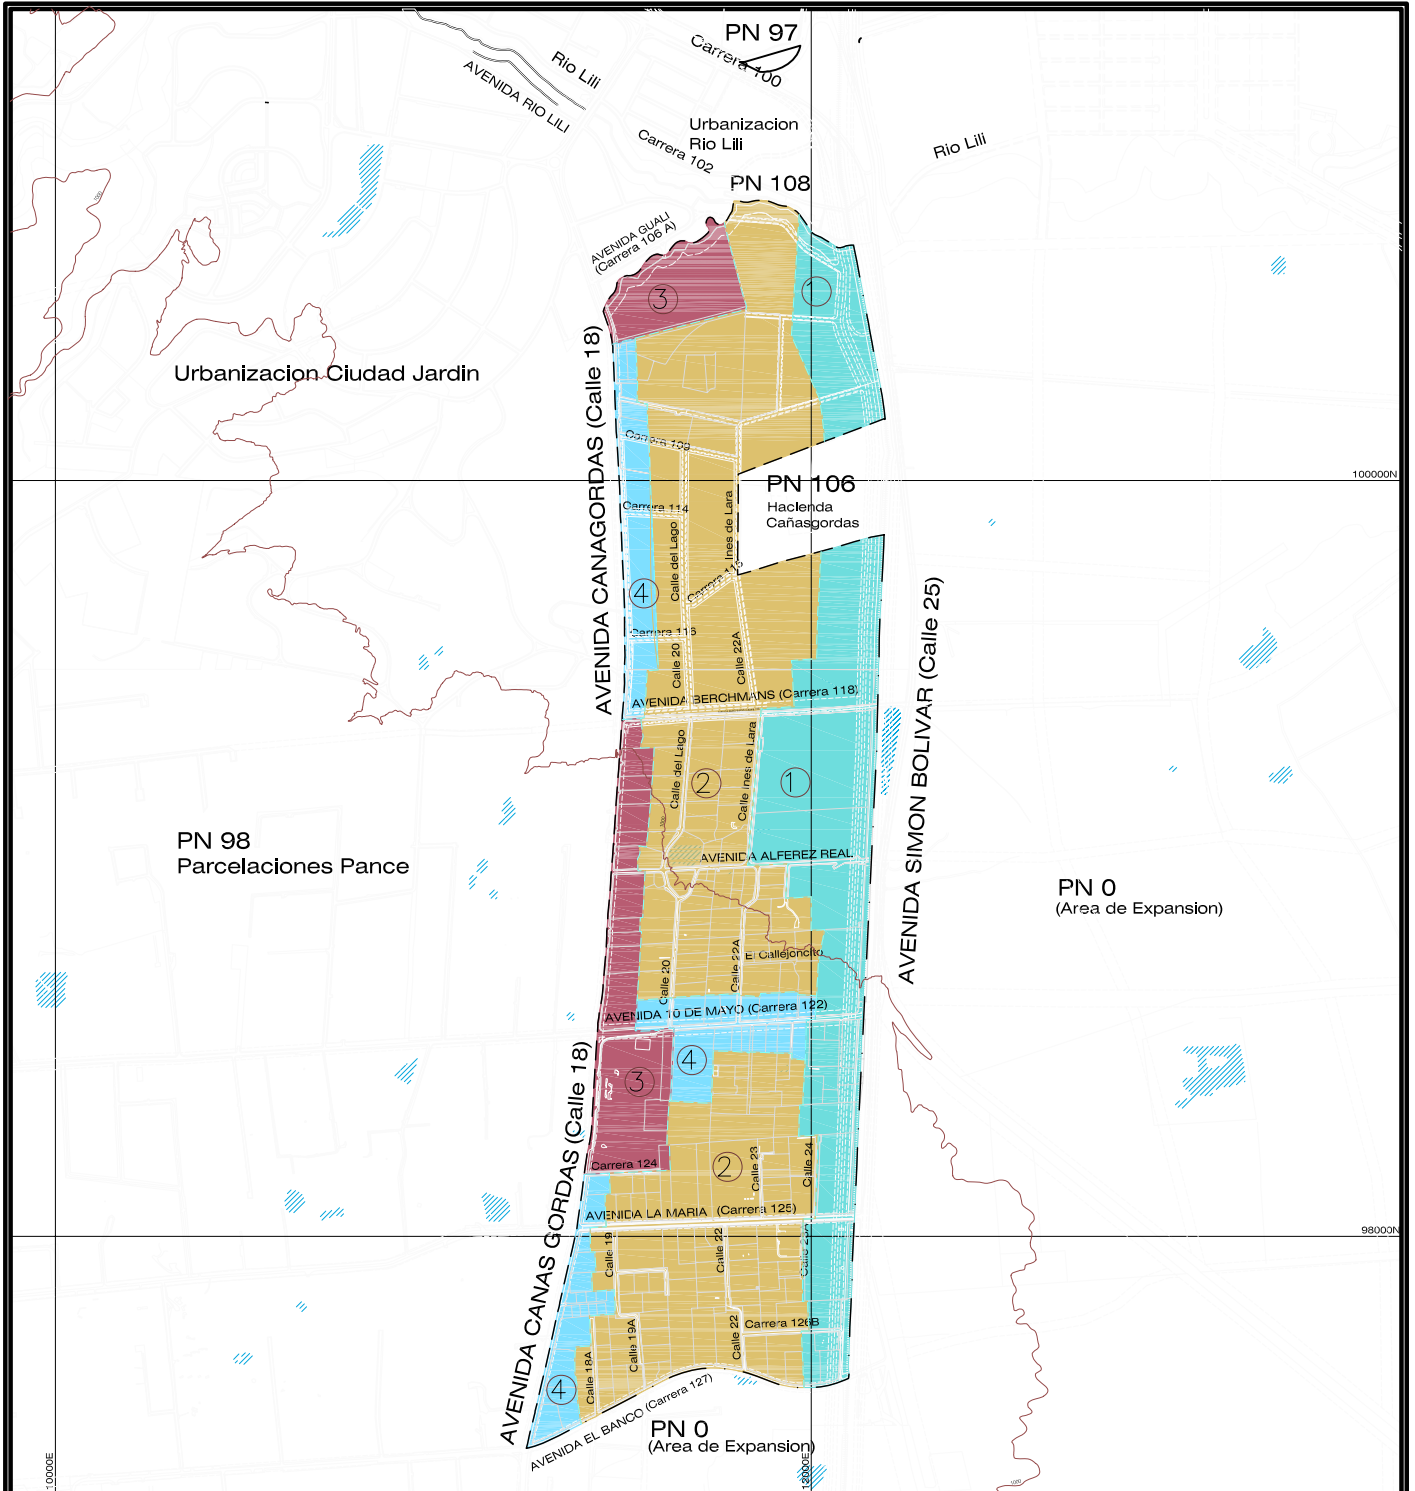 PN 97
Carrera 100
Rio Lili
AVENIDA RIO LILI
Urbanizacion
Rio Lili
Carrera 102
Rio Lili
PN 108
AVENIDA GUALI
(Carrera 106 A)
3
1
Urbanizacion Ciudad Jardin
AVENIDA CANAGORDAS (Calle 18)
Carrera 109
PN 106
Hacienda
Cañasgordas
100000N
Carrera 114
Calle del Lago
Ines de Lara
Carrera 115
4
Carrera 116
Calle 20
Calle 22A
AVENIDA BERCHMANS (Carrera 118)
AVENIDA SIMON BOLIVAR (Calle 25)
Calle del Lago
Calle Ines de Lara
2
1
1000
PN 98
Parcelaciones Pance
AVENIDA ALFEREZ REAL
PN 0
(Area de Expansion)
Calle 20
Calle 22A
El Callejoncito
AVENIDA 10 DE MAYO (Carrera 122)
4
3
AVENIDA CANAS GORDAS (Calle 18)
Carrera 124
2
Calle 23
Calle 24
AVENIDA LA MARIA (Carrera 125)
98000N
Calle 19
Calle 22
Carrera 126B
Calle 18A
Calle 19A
Calle 22
4
AVENIDA EL BANCO (Carrera 127)
PN 0
(Area de Expansion)
10000E
12000E
1000